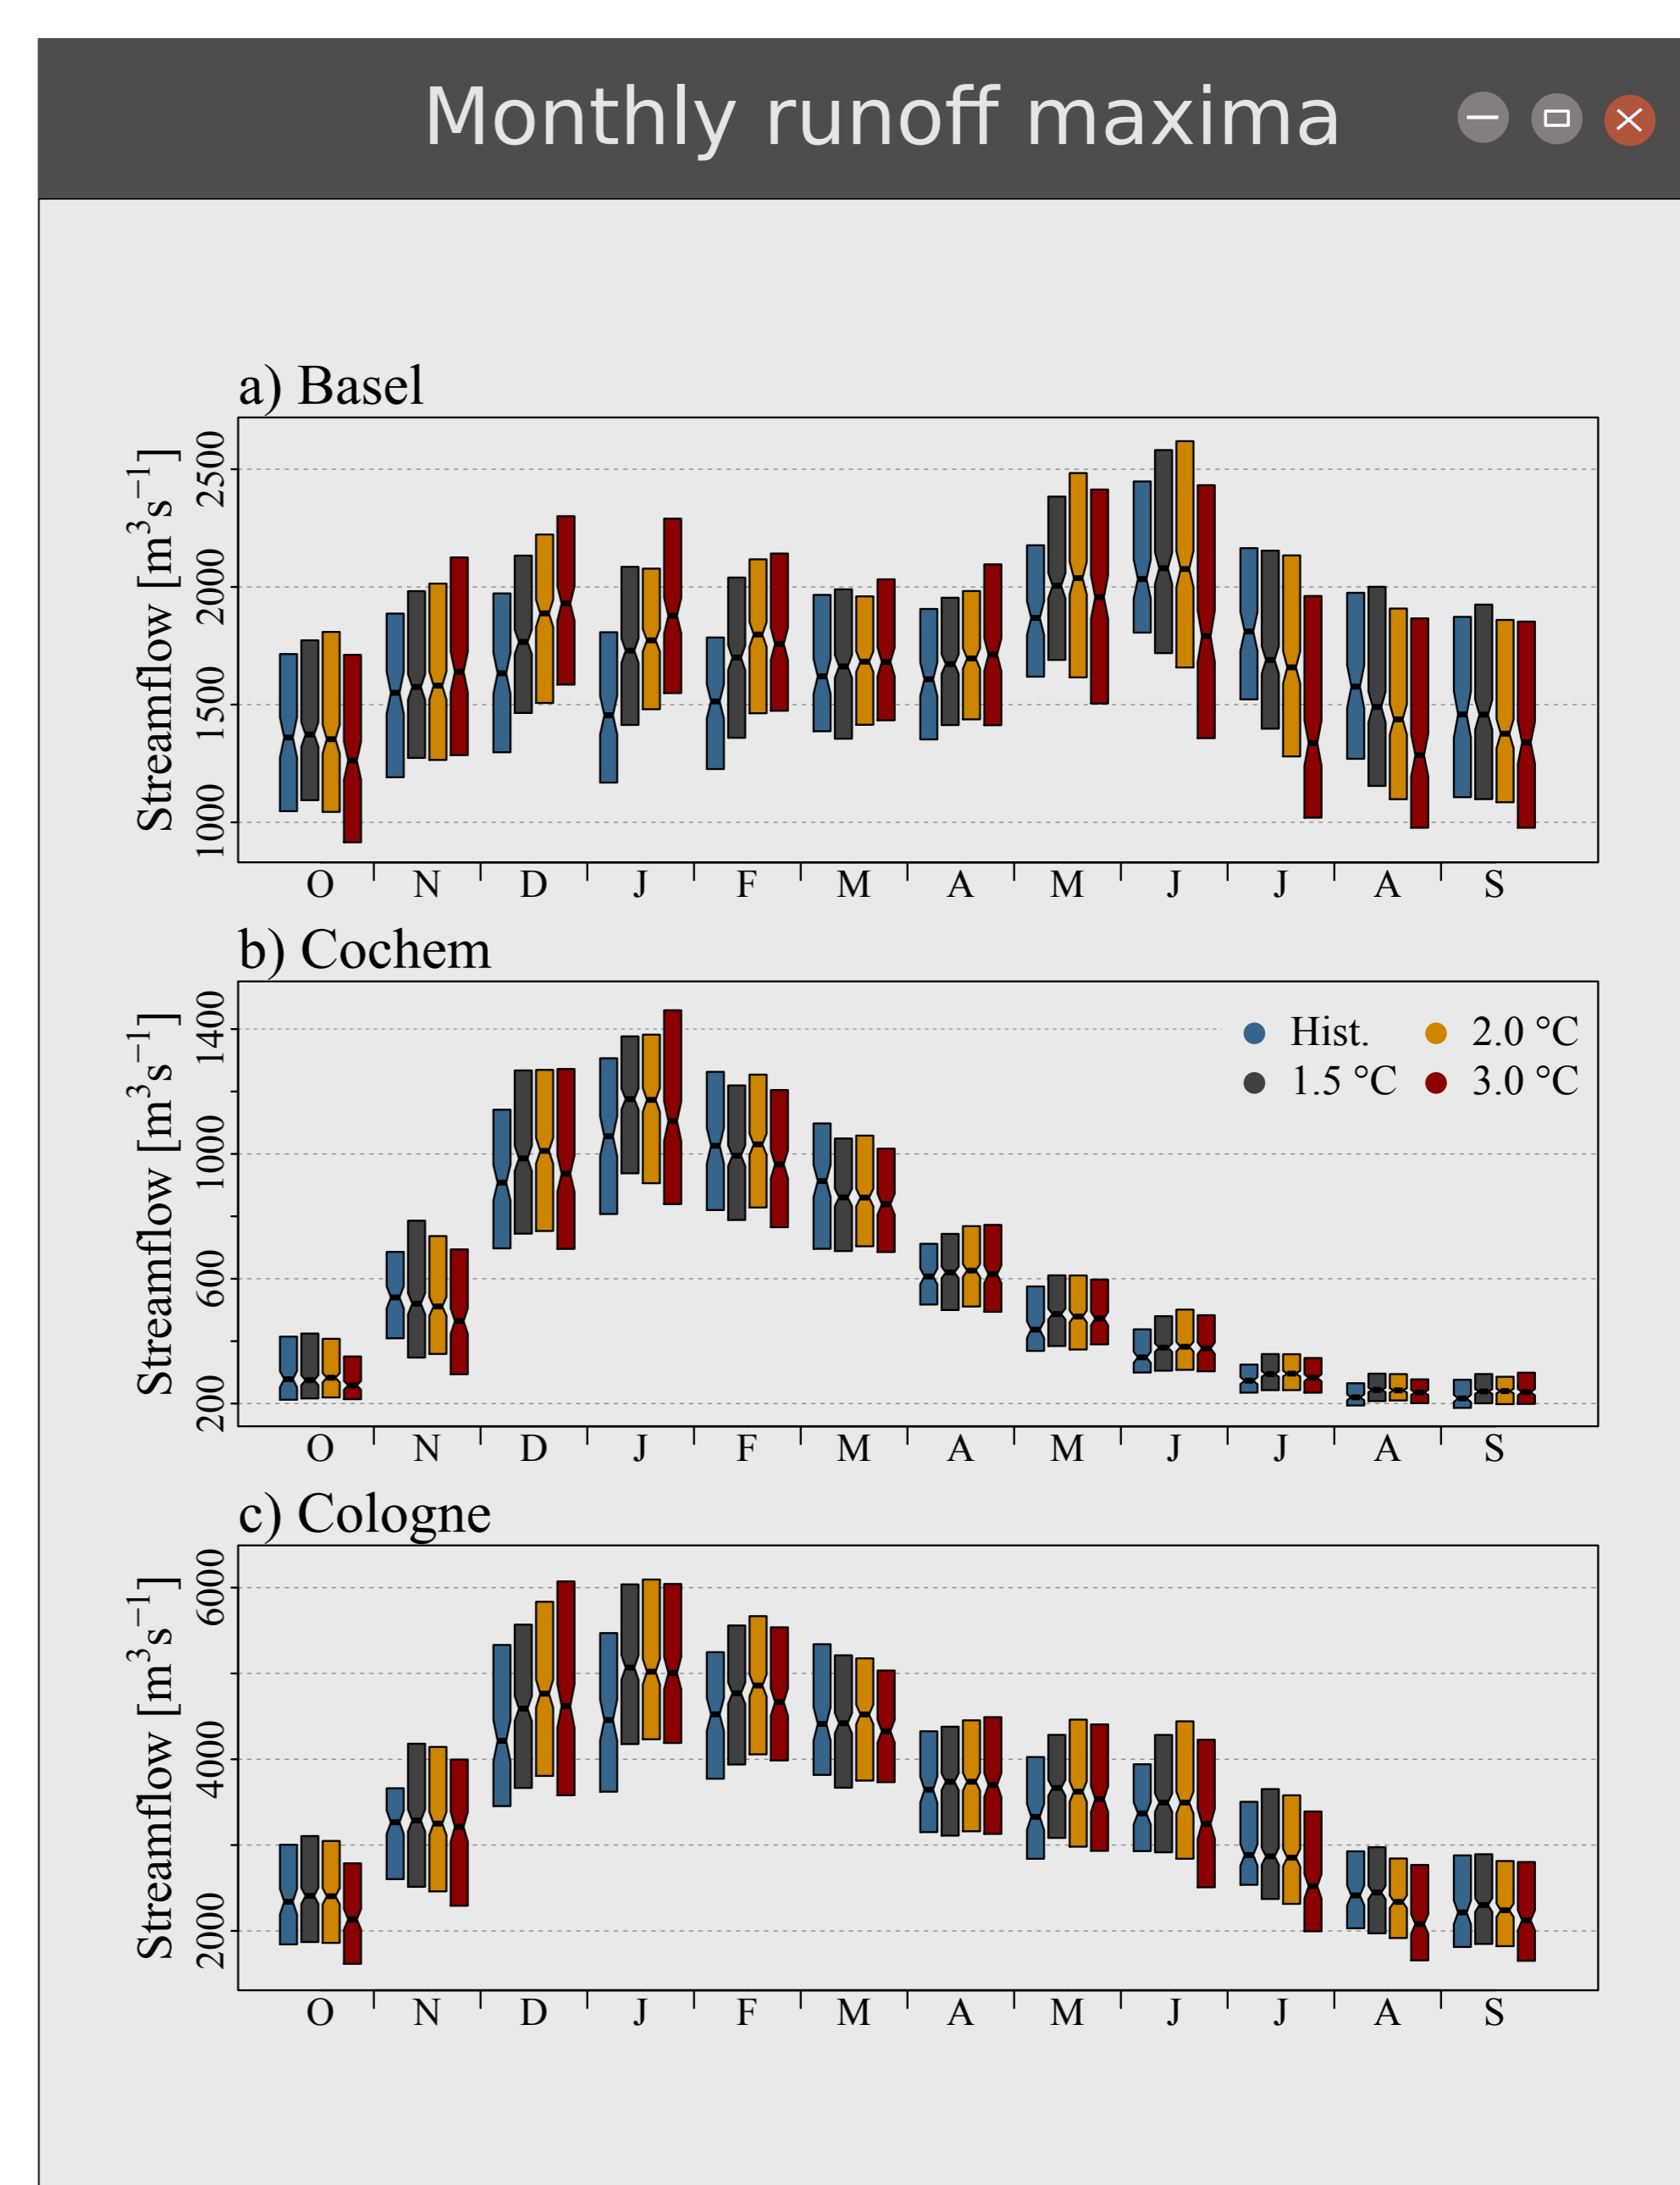 Monthly runoff maxima
a) Basel
Streamflow [m³s⁻¹]
2500
2000
1500
1000
O N D J F M A M J J A S
b) Cochem
Streamflow [m³s⁻¹]
1400
1000
600
200
Hist. 2.0 °C
1.5 °C 3.0 °C
O N D J F M A M J J A S
c) Cologne
Streamflow [m³s⁻¹]
6000
4000
2000
O N D J F M A M J J A S